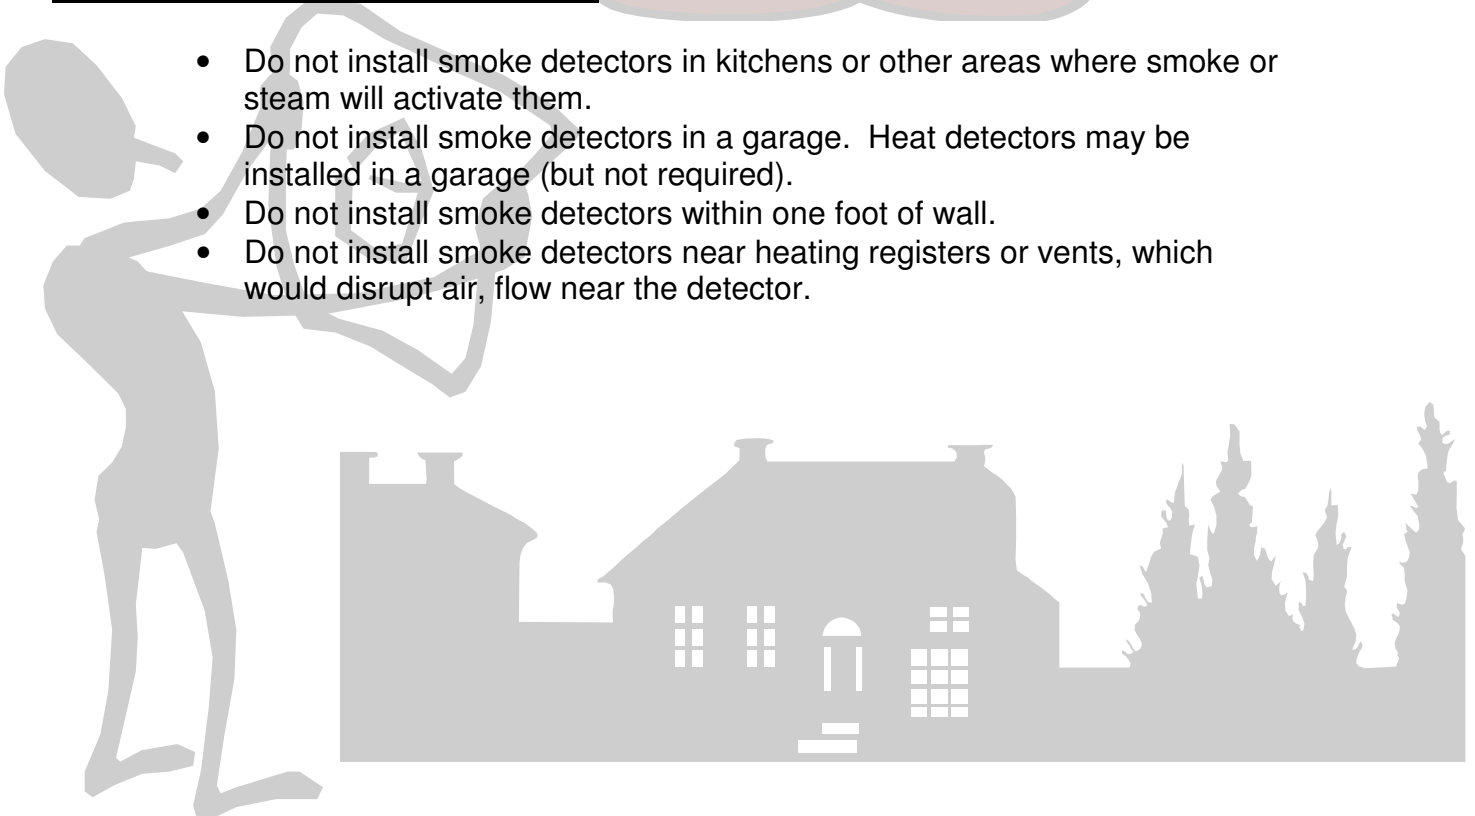 • Do not install smoke detectors in kitchens or other areas where smoke or
steam will activate them.
• Do not install smoke detectors in a garage.  Heat detectors may be
installed in a garage (but not required).
• Do not install smoke detectors within one foot of wall.
• Do not install smoke detectors near heating registers or vents, which
would disrupt air, flow near the detector.